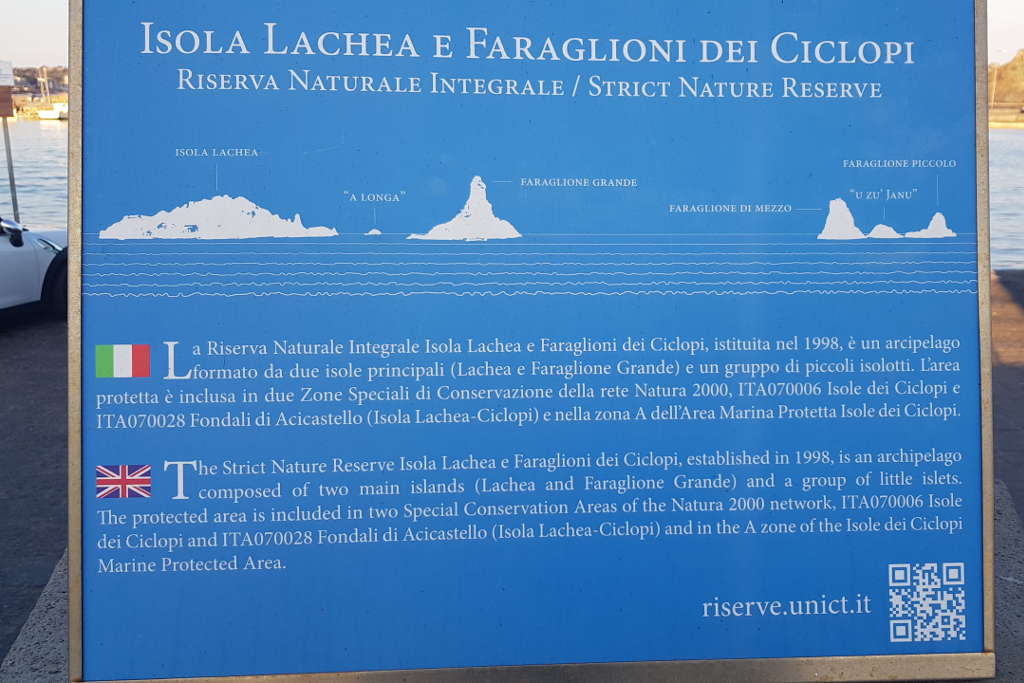 Isola Lachea e Faraglioni dei Ciclopi
Riserva Naturale Integrale / Strict Nature Reserve
Isola Lachea
"A Longa"
Faraglione Grande
Faraglione di Mezzo
Faraglione Piccolo
"U zu' Janu"
La Riserva Naturale Integrale Isola Lachea e Faraglioni dei Ciclopi, istituita nel 1998, è un arcipelago
formato da due isole principali (Lachea e Faraglione Grande) e un gruppo di piccoli isolotti. L'area
protetta è inclusa in due Zone Speciali di Conservazione della rete Natura 2000, ITA070006 Isole dei Ciclopi e
ITA070028 Fondali di Acicastello (Isola Lachea-Ciclopi) e nella zona A dell'Area Marina Protetta Isole dei Ciclopi.
The Strict Nature Reserve Isola Lachea e Faraglioni dei Ciclopi, established in 1998, is an archipelago
composed of two main islands (Lachea and Faraglione Grande) and a group of little islets.
The protected area is included in two Special Conservation Areas of the Natura 2000 network, ITA070006 Isole
dei Ciclopi and ITA070028 Fondali di Acicastello (Isola Lachea-Ciclopi) and in the A zone of the Isole dei Ciclopi
Marine Protected Area.
riserve.unict.it